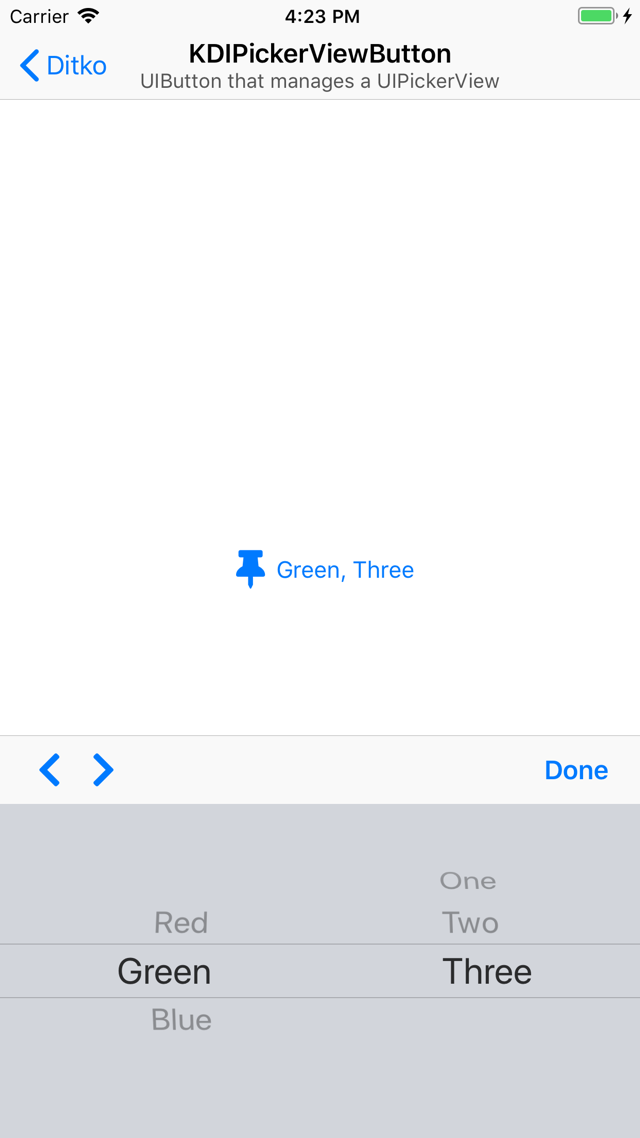 Carrier 4:23 PM
Ditko
KDIPickerViewButton
UIButton that manages a UIPickerView
Green, Three
Done
One
Red Two
Green Three
Blue